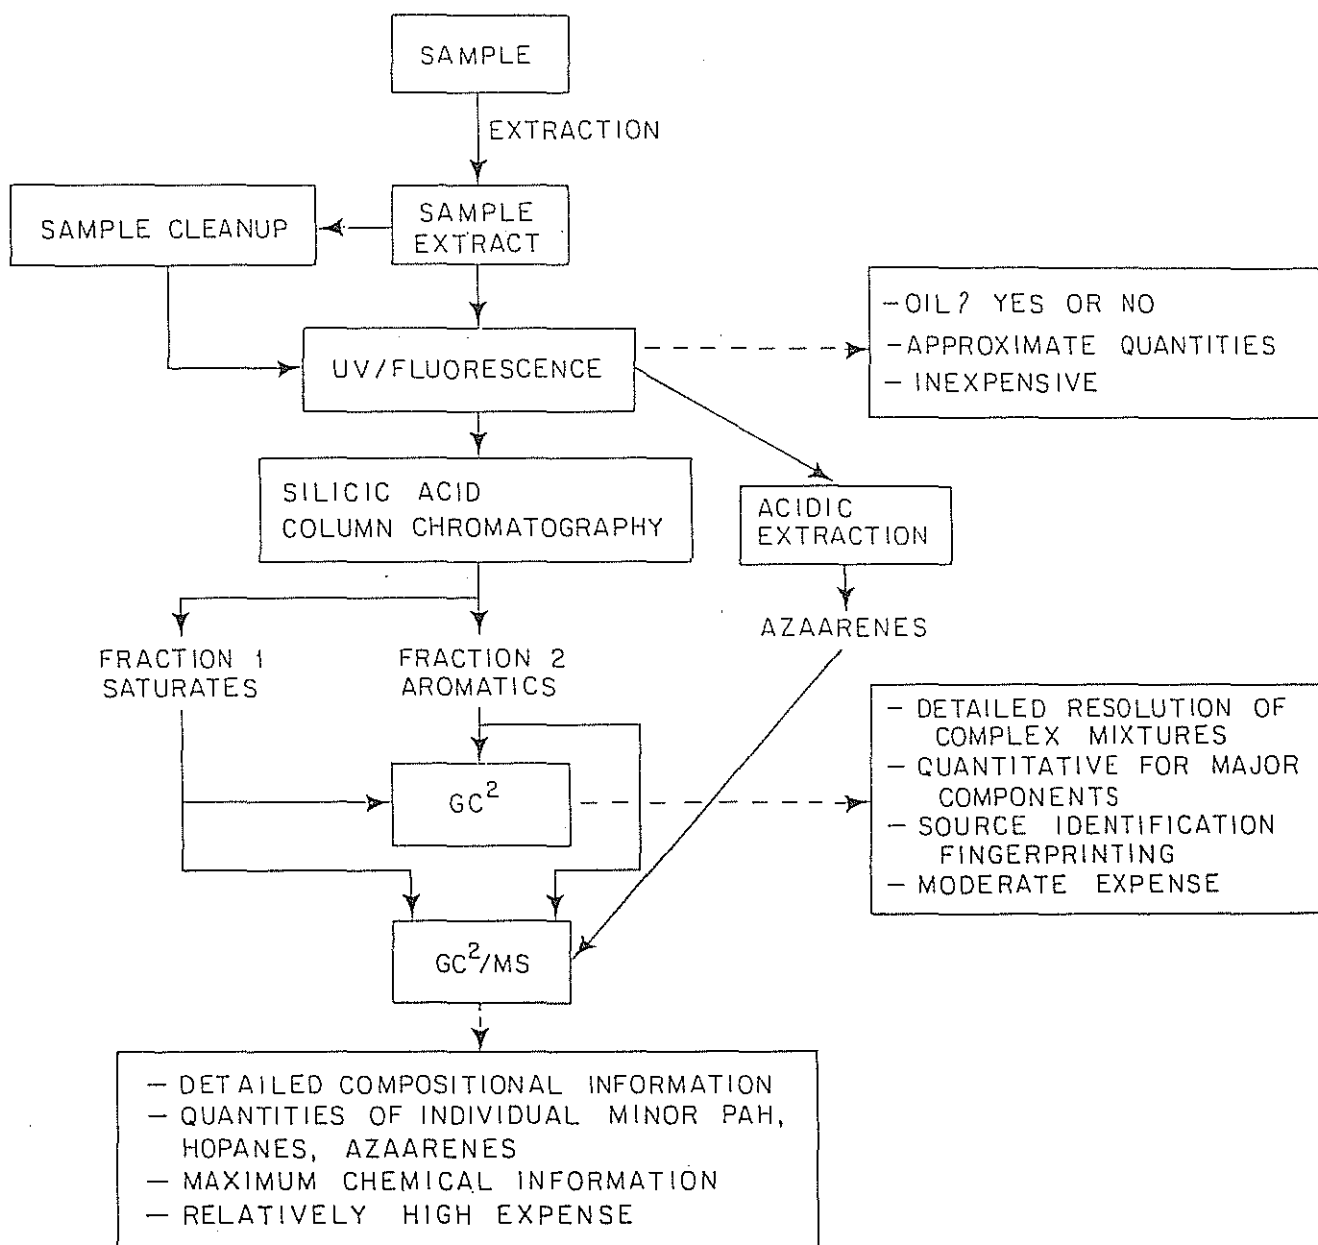 SAMPLE
EXTRACTION
SAMPLE CLEANUP
SAMPLE
EXTRACT
UV/FLUORESCENCE
—OIL? YES OR NO
—APPROXIMATE QUANTITIES
— INEXPENSIVE
SILICIC ACID
COLUMN CHROMATOGRAPHY
ACIDIC
EXTRACTION
AZAARENES
FRACTION 1
SATURATES
FRACTION 2
AROMATICS
GC²
— DETAILED RESOLUTION OF
COMPLEX MIXTURES
— QUANTITATIVE FOR MAJOR
COMPONENTS
— SOURCE IDENTIFICATION
FINGERPRINTING
— MODERATE EXPENSE
GC²/MS
— DETAILED COMPOSITIONAL INFORMATION
— QUANTITIES OF INDIVIDUAL MINOR PAH,
HOPANES, AZAARENES
— MAXIMUM CHEMICAL INFORMATION
— RELATIVELY HIGH EXPENSE